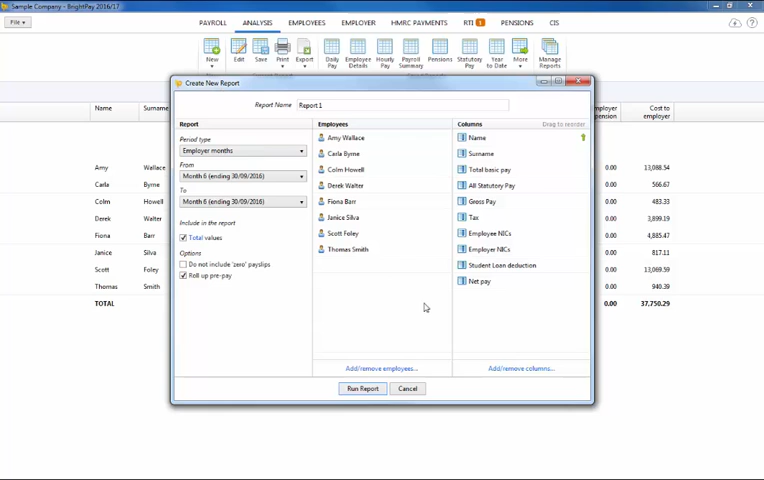 Sample Company - BrightPay 2016/17
File
PAYROLL ANALYSIS EMPLOYEES EMPLOYER HMRC PAYMENTS RTI 1 PENSIONS CIS
New Edit Save Print Export Daily Pay Employee Details Hourly Pay Payroll Summary Pensions Statutory Pay Year to Date More Manage Reports
Name Surname Cost to employer
Amy Wallace 0.00 13,088.54
Carla Byrne 0.00 566.67
Colm Howell 0.00 483.33
Derek Walter 0.00 3,899.19
Fiona Barr 0.00 4,885.47
Janice Silva 0.00 817.11
Scott Foley 0.00 13,069.59
Thomas Smith 0.00 940.39
TOTAL 0.00 37,750.29
Create New Report
Report Name Report 1
Report
Period type
Employer months
From
Month 6 (ending 30/09/2016)
To
Month 6 (ending 30/09/2016)
Include in the report
Total values
Options
Do not include 'zero' payslips
Roll up pre-pay
Employees
Amy Wallace
Carla Byrne
Colm Howell
Derek Walter
Fiona Barr
Janice Silva
Scott Foley
Thomas Smith
Add/remove employees...
Columns Drag to reorder
Name
Surname
Total basic pay
All Statutory Pay
Gross Pay
Tax
Employee NICs
Employer NICs
Student Loan deduction
Net pay
Add/remove columns...
Run Report Cancel